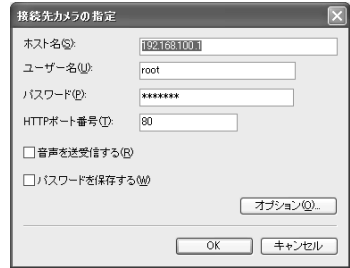 接続先カメラの指定
ホスト名(S): 192.168.100.1
ユーザー名(U): root
パスワード(P): *******
HTTPポート番号(T): 80
音声を送受信する(R)
パスワードを保存する(W)
オプション(O)...
OK キャンセル